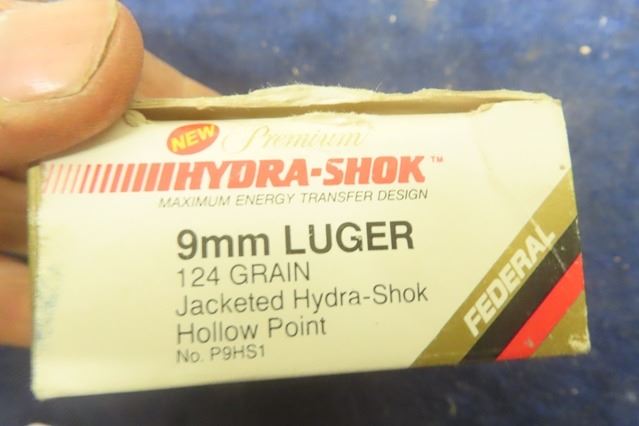 NEW Premium
HYDRA-SHOK™
MAXIMUM ENERGY TRANSFER DESIGN
9mm LUGER
124 GRAIN
Jacketed Hydra-Shok
Hollow Point
No. P9HS1
FEDERAL